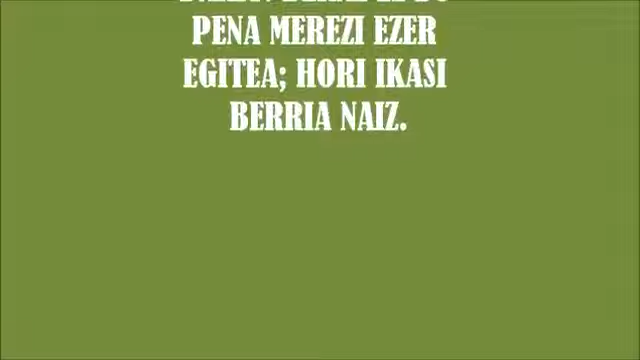 PENA MEREZI EZER
EGITEA; HORI IKASI
BERRIA NAIZ.